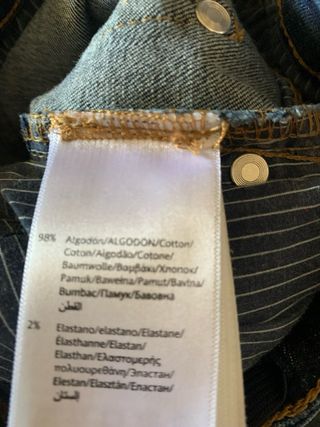 98% Algodón/ALGODON/Cotton/
Coton/Algodão/Cotone/
Baumwolle/Βαμβάκι/Хлопок/
Pamuk/Bawełna/Pamut/Bavlna/
Bumbac/Памук/Бавовна
القطن
2% Elastano/elastano/Elastane/
Élasthanne/Elastan/
Elasthan/Ελαστομερής
πολυουρεθάνη/Эластан/
Elestan/Elasztán/Еластан/
إلستان